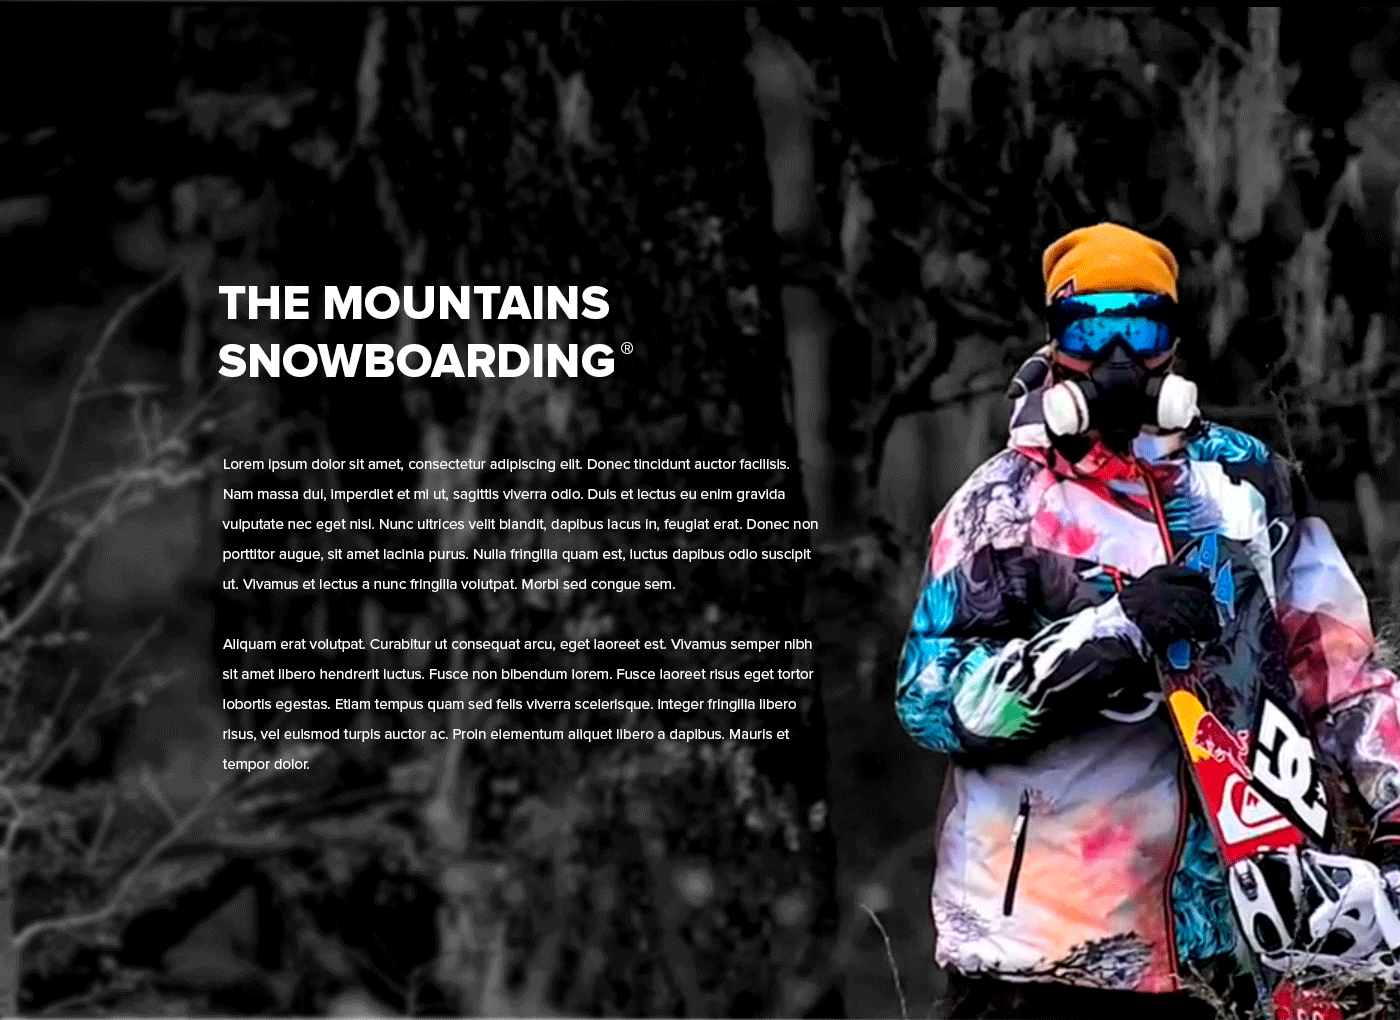 THE MOUNTAINS
SNOWBOARDING ®
Lorem ipsum dolor sit amet, consectetur adipiscing elit. Donec tincidunt auctor facilisis.
Nam massa dui, imperdiet et mi ut, sagittis viverra odio. Duis et lectus eu enim gravida
vulputate nec eget nisl. Nunc ultrices velit blandit, dapibus lacus in, feugiat erat. Donec non
porttitor augue, sit amet lacinia purus. Nulla fringilla quam est, luctus dapibus odio suscipit
ut. Vivamus et lectus a nunc fringilla volutpat. Morbi sed congue sem.
Aliquam erat volutpat. Curabitur ut consequat arcu, eget laoreet est. Vivamus semper nibh
sit amet libero hendrerit luctus. Fusce non bibendum lorem. Fusce laoreet risus eget tortor
lobortis egestas. Etiam tempus quam sed felis viverra scelerisque. Integer fringilla libero
risus, vel euismod turpis auctor ac. Proin elementum aliquet libero a dapibus. Mauris et
tempor dolor.
DC